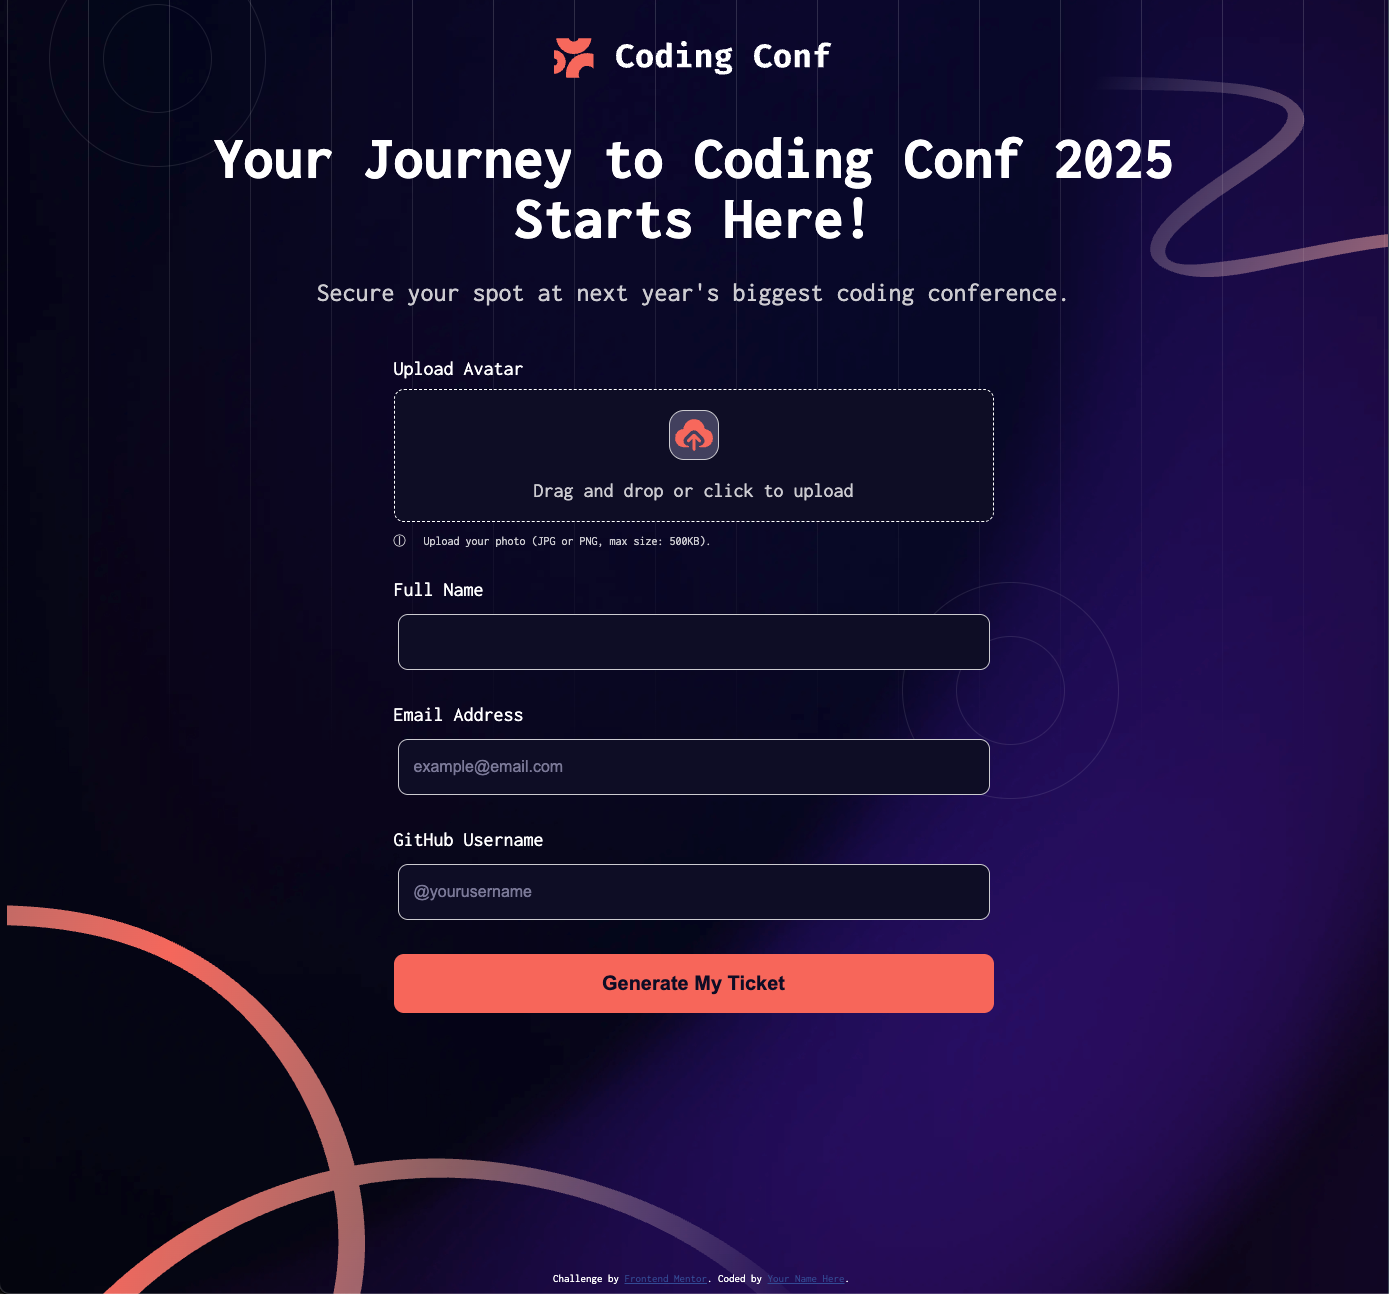 Coding Conf
Your Journey to Coding Conf 2025
Starts Here!
Secure your spot at next year's biggest coding conference.
Upload Avatar
Drag and drop or click to upload
Upload your photo (JPG or PNG, max size: 500KB).
Full Name
Email Address
example@email.com
GitHub Username
@yourusername
Generate My Ticket
Challenge by Frontend Mentor. Coded by Your Name Here.